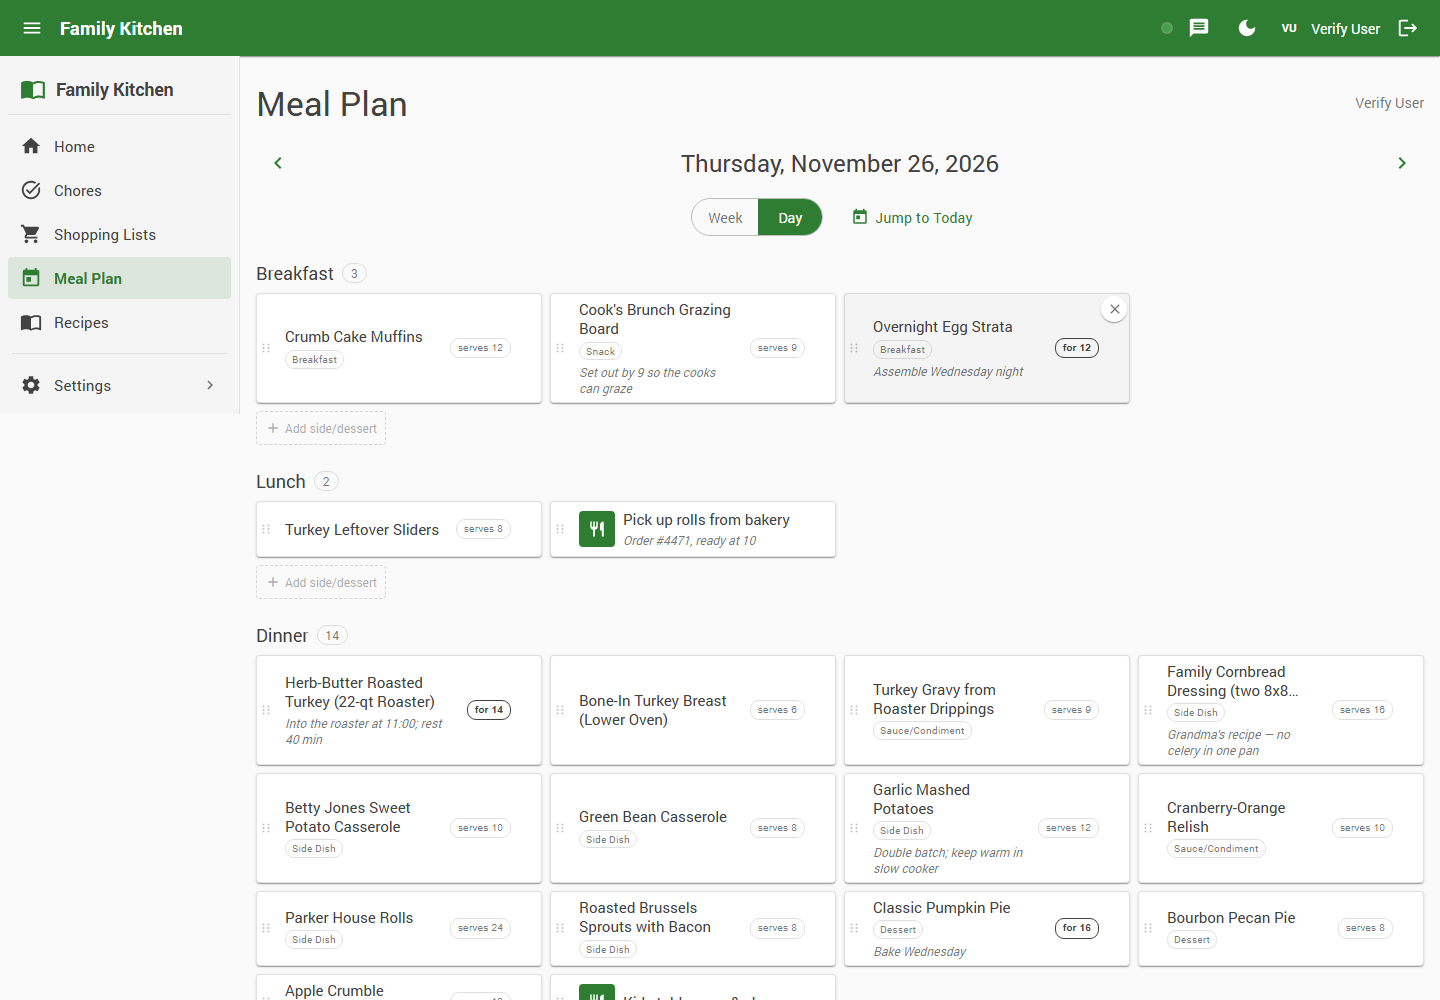 Family Kitchen
VU
Verify User
Family Kitchen
Home
Chores
Shopping Lists
Meal Plan
Recipes
Settings
Meal Plan
Verify User
Thursday, November 26, 2026
Week
Day
Jump to Today
Breakfast 3
Crumb Cake Muffins
Breakfast
serves 12
Cook's Brunch Grazing
Board
Snack
Set out by 9 so the cooks
can graze
serves 9
Overnight Egg Strata
Breakfast
Assemble Wednesday night
for 12
+ Add side/dessert
Lunch 2
Turkey Leftover Sliders
serves 8
Pick up rolls from bakery
Order #4471, ready at 10
+ Add side/dessert
Dinner 14
Herb-Butter Roasted
Turkey (22-qt Roaster)
Into the roaster at 11:00; rest
40 min
for 14
Bone-In Turkey Breast
(Lower Oven)
serves 6
Turkey Gravy from
Roaster Drippings
Sauce/Condiment
serves 9
Family Cornbread
Dressing (two 8x8...
Side Dish
Grandma's recipe — no
celery in one pan
serves 16
Betty Jones Sweet
Potato Casserole
Side Dish
serves 10
Green Bean Casserole
Side Dish
serves 8
Garlic Mashed
Potatoes
Side Dish
Double batch; keep warm in
slow cooker
serves 12
Cranberry-Orange
Relish
Sauce/Condiment
serves 10
Parker House Rolls
Side Dish
serves 24
Roasted Brussels
Sprouts with Bacon
Side Dish
serves 8
Classic Pumpkin Pie
Dessert
Bake Wednesday
for 16
Bourbon Pecan Pie
Dessert
serves 8
Apple Crumble